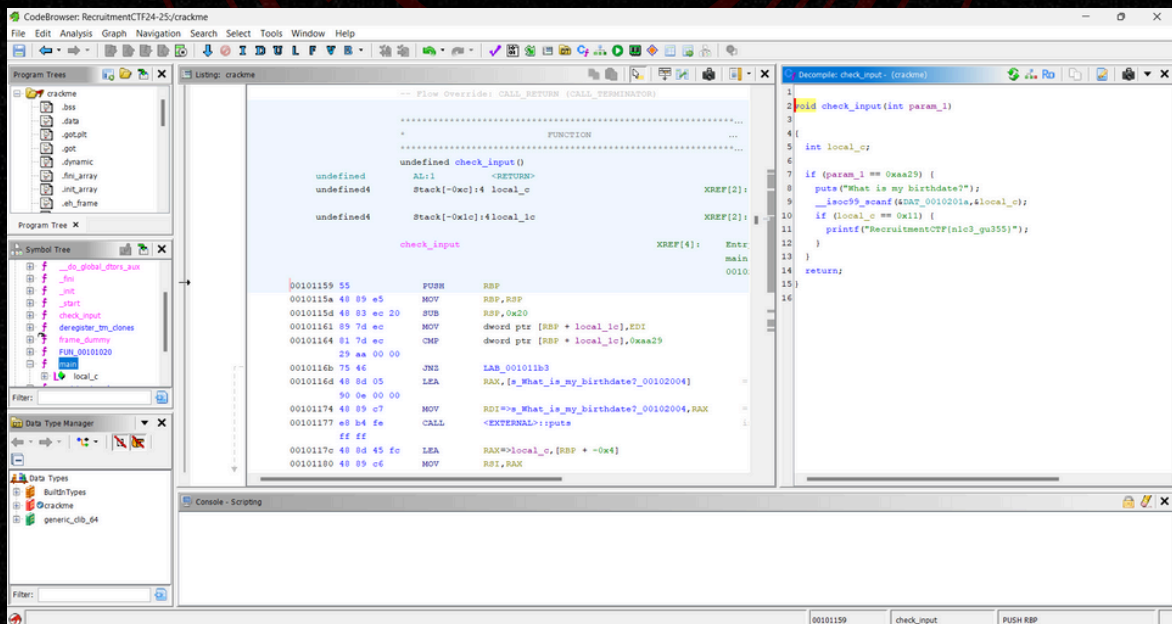 CodeBrowser: RecruitmentCTF24-25:/crackme
File Edit Analysis Graph Navigation Search Select Tools Window Help
Program Trees
crackme
.bss
.data
.got.plt
.got
.dynamic
.fini_array
.init_array
.eh_frame
Program Tree
Symbol Tree
__do_global_dtors_aux
_fini
_init
_start
check_input
deregister_tm_clones
frame_dummy
FUN_00101020
main
local_c
Filter:
Data Type Manager
Data Types
BuiltInTypes
crackme
generic_clib_64
Filter:
Listing: crackme
-- Flow Override: CALL_RETURN (CALL_TERMINATOR)
* FUNCTION ...
undefined check_input()
undefined AL:1 <RETURN>
undefined4 Stack[-0xc]:4 local_c XREF[2]:
undefined4 Stack[-0x1c]:4 local_1c XREF[2]:
check_input XREF[4]: Entr
main
0010
00101159 55 PUSH RBP
0010115a 48 89 e5 MOV RBP,RSP
0010115d 48 83 ec 20 SUB RSP,0x20
00101161 89 7d ec MOV dword ptr [RBP + local_1c],EDI
00101164 81 7d ec CMP dword ptr [RBP + local_1c],0xaa29
29 aa 00 00
0010116b 75 46 JNZ LAB_001011b3
0010116d 48 8d 05 LEA RAX,[s_What_is_my_birthdate?_00102004] =
90 0e 00 00
00101174 48 89 c7 MOV RDI=>s_What_is_my_birthdate?_00102004,RAX =
00101177 e8 b4 fe CALL <EXTERNAL>::puts
ff ff
0010117c 48 8d 45 fc LEA RAX=>local_c,[RBP + -0x4]
00101180 48 89 c6 MOV RSI,RAX
Decompile: check_input - (crackme)
1
2 void check_input(int param_1)
3
4 {
5 int local_c;
6
7 if (param_1 == 0xaa29) {
8 puts("What is my birthdate?");
9 __isoc99_scanf(&DAT_0010201a,&local_c);
10 if (local_c == 0x11) {
11 printf("RecruitmentCTF{n1c3_gu355}");
12 }
13 }
14 return;
15 }
16
Console - Scripting
00101159 check_input PUSH RBP